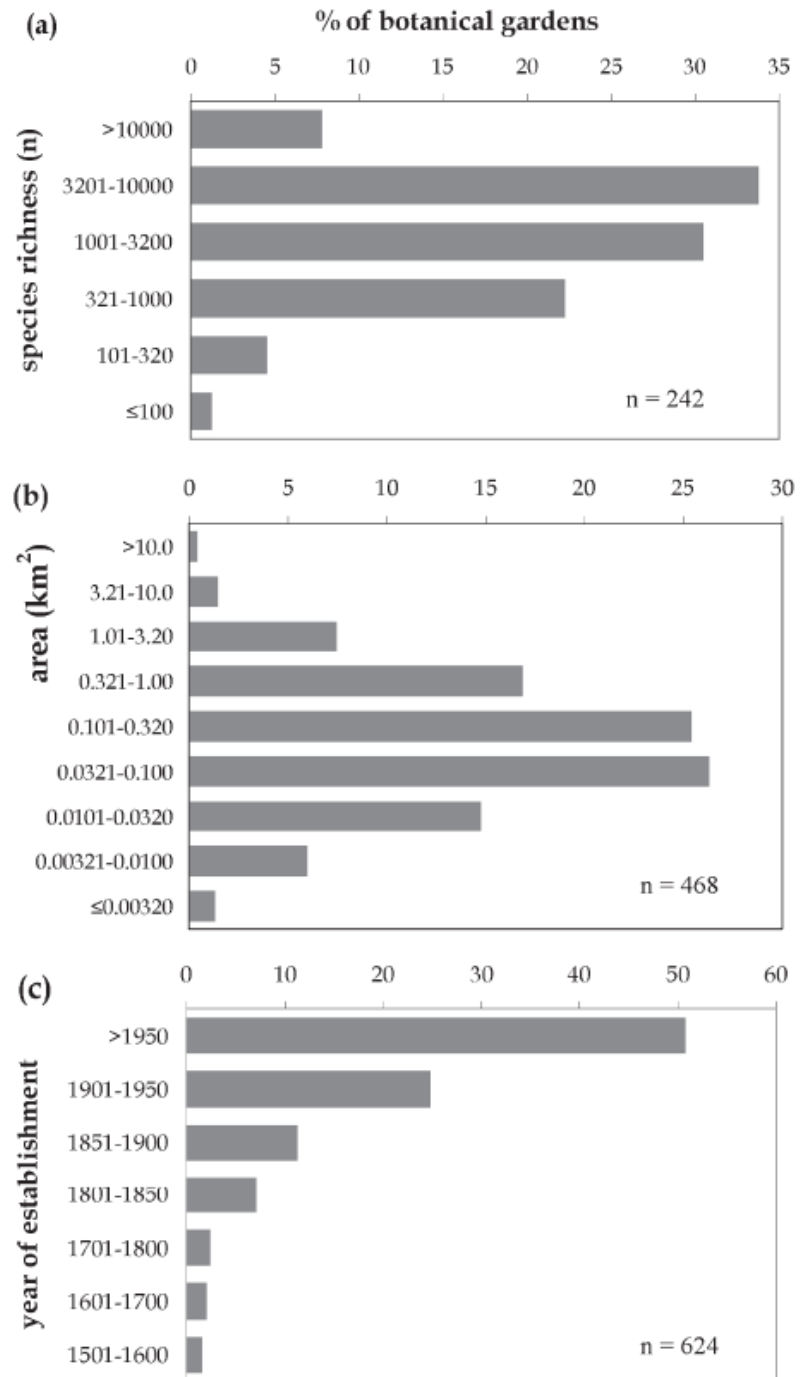 (a)
% of botanical gardens
0 5 10 15 20 25 30 35
species richness (n)
>10000
3201-10000
1001-3200
321-1000
101-320
≤100
n = 242
(b)
0 5 10 15 20 25 30
area (km²)
>10.0
3.21-10.0
1.01-3.20
0.321-1.00
0.101-0.320
0.0321-0.100
0.0101-0.0320
0.00321-0.0100
≤0.00320
n = 468
(c)
0 10 20 30 40 50 60
year of establishment
>1950
1901-1950
1851-1900
1801-1850
1701-1800
1601-1700
1501-1600
n = 624